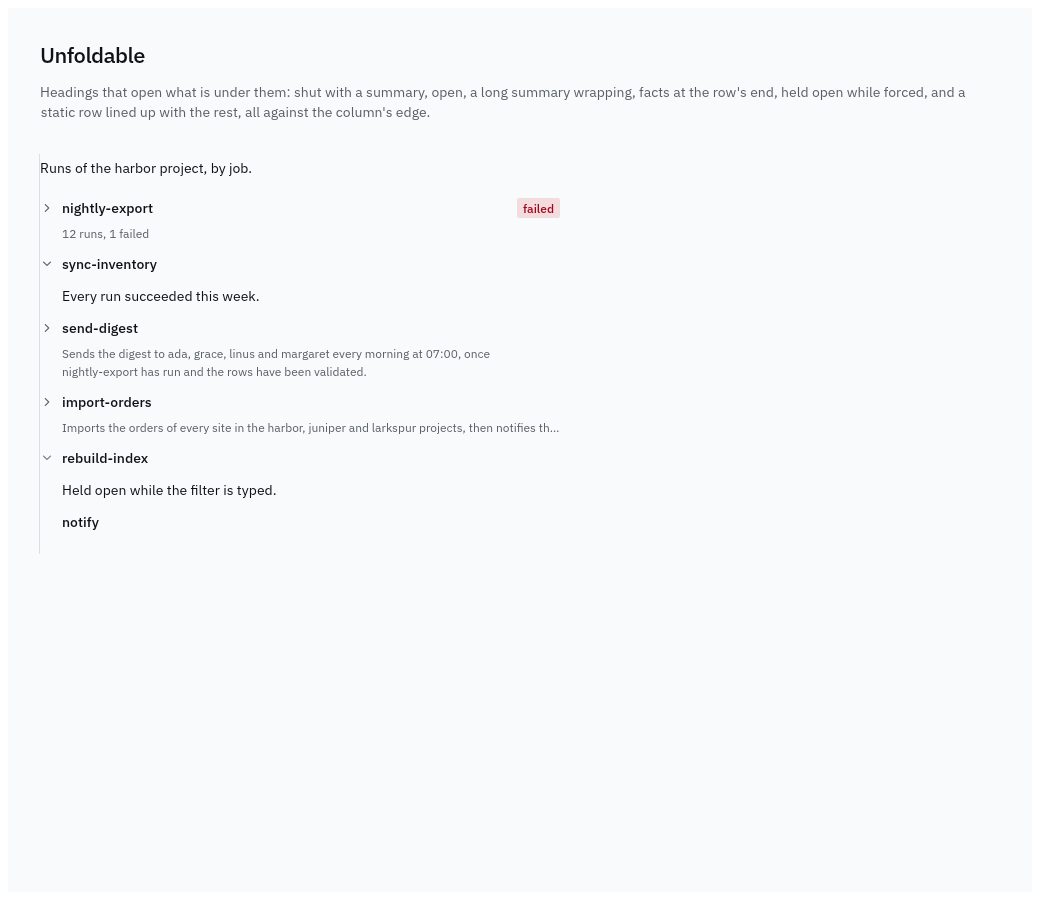 Unfoldable
Headings that open what is under them: shut with a summary, open, a long summary wrapping, facts at the row's end, held open while forced, and a
static row lined up with the rest, all against the column's edge.
Runs of the harbor project, by job.
nightly-export failed
12 runs, 1 failed
sync-inventory
Every run succeeded this week.
send-digest
Sends the digest to ada, grace, linus and margaret every morning at 07:00, once
nightly-export has run and the rows have been validated.
import-orders
Imports the orders of every site in the harbor, juniper and larkspur projects, then notifies th…
rebuild-index
Held open while the filter is typed.
notify